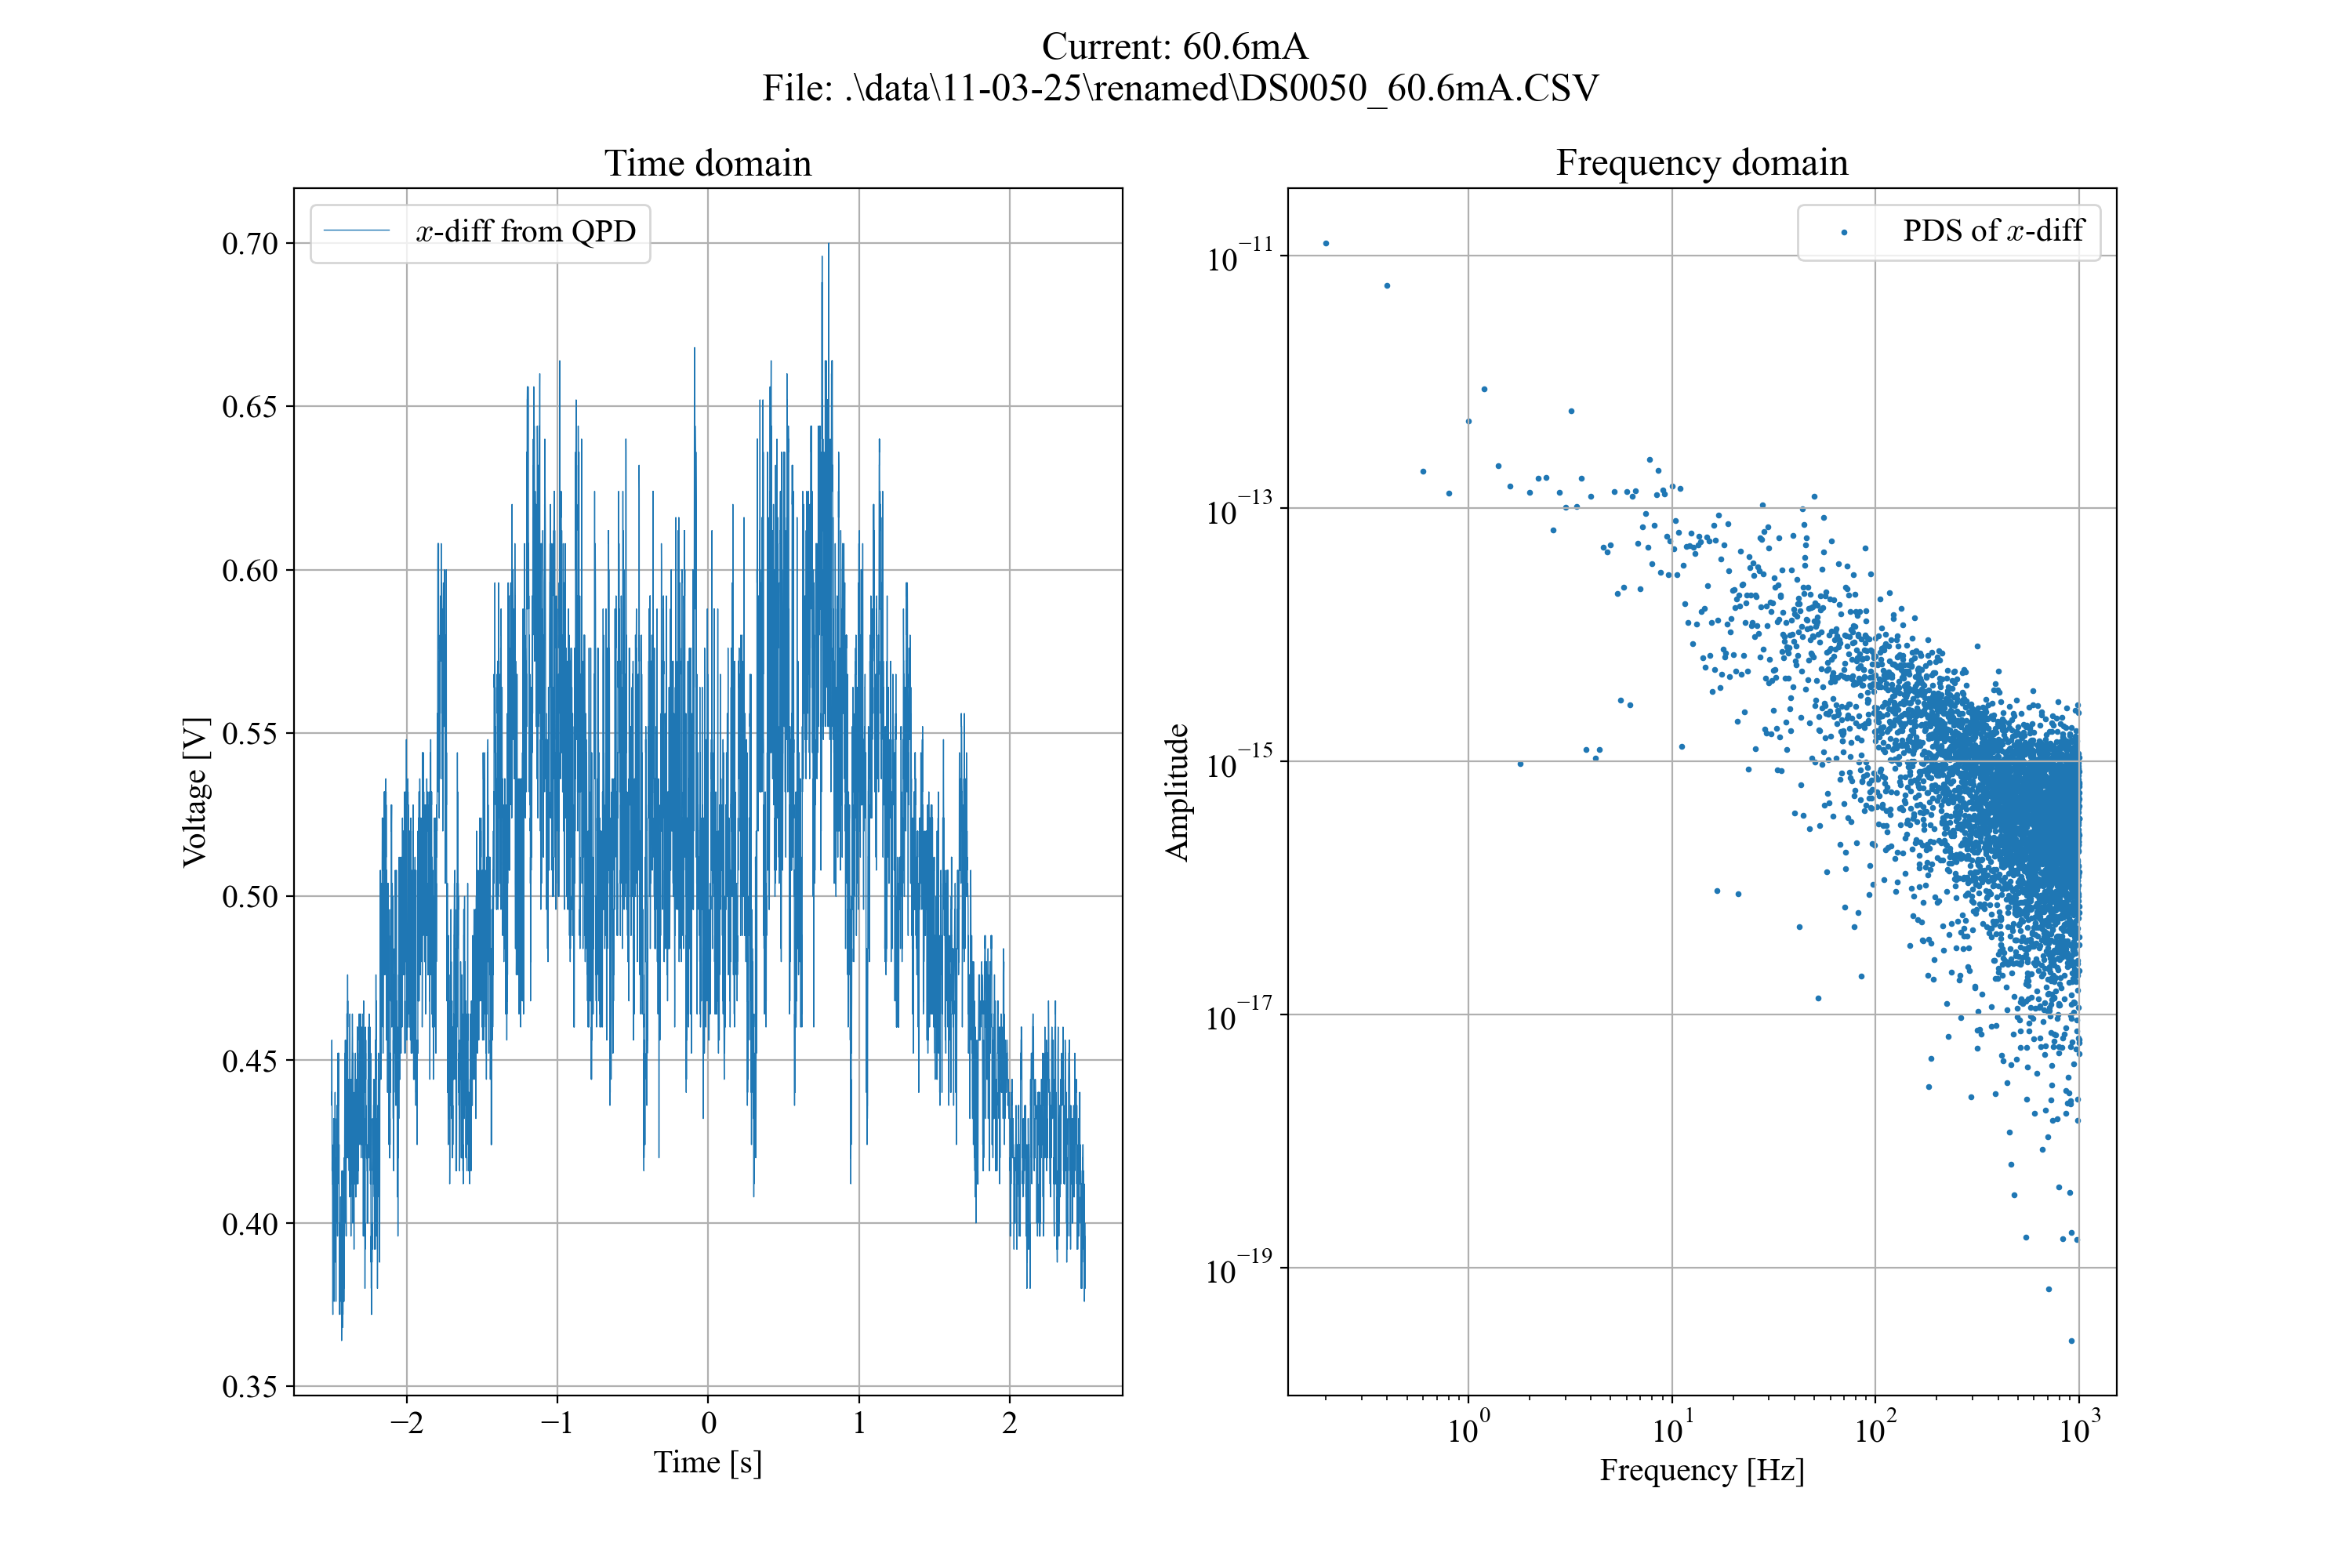 Current: 60.6mA
File: .\data\11-03-25\renamed\DS0050_60.6mA.CSV
Time domain
x-diff from QPD
0.70
0.65
0.60
0.55
0.50
0.45
0.40
0.35
Voltage [V]
−2 −1 0 1 2
Time [s]
Frequency domain
PDS of x-diff
10⁻¹¹
10⁻¹³
10⁻¹⁵
10⁻¹⁷
10⁻¹⁹
Amplitude
10⁰ 10¹ 10² 10³
Frequency [Hz]